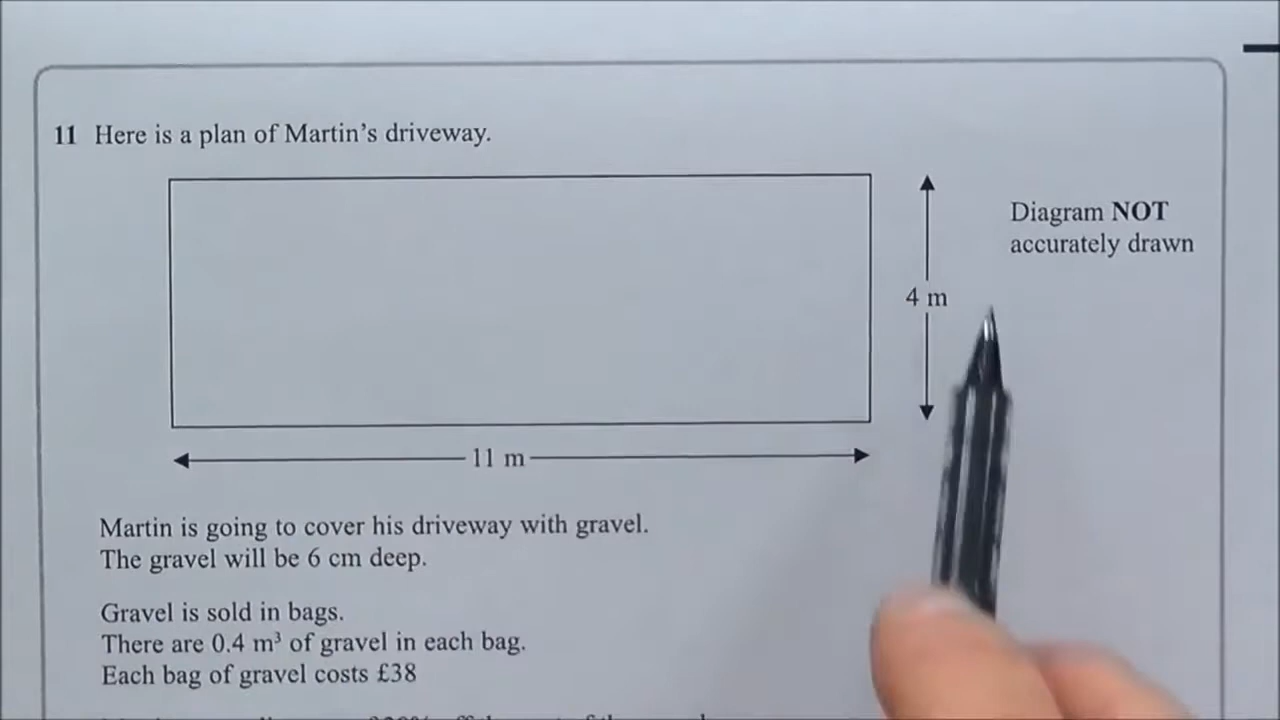 11 Here is a plan of Martin's driveway.
Diagram NOT
accurately drawn
4 m
11 m
Martin is going to cover his driveway with gravel.
The gravel will be 6 cm deep.
Gravel is sold in bags.
There are 0.4 m³ of gravel in each bag.
Each bag of gravel costs £38